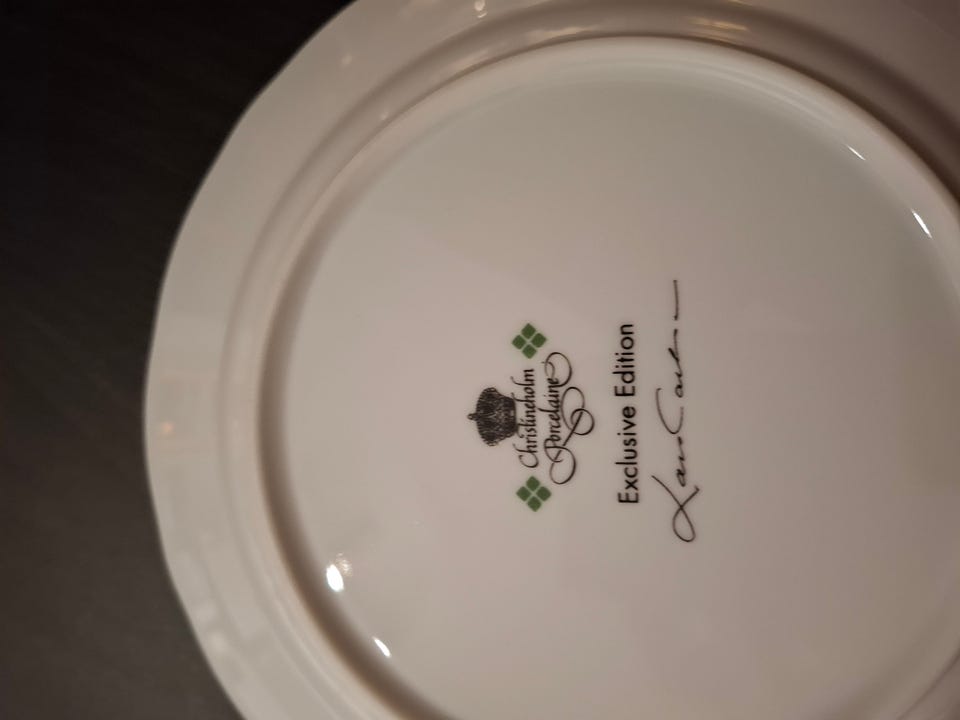 Christineholm
Porcelaine
Exclusive Edition